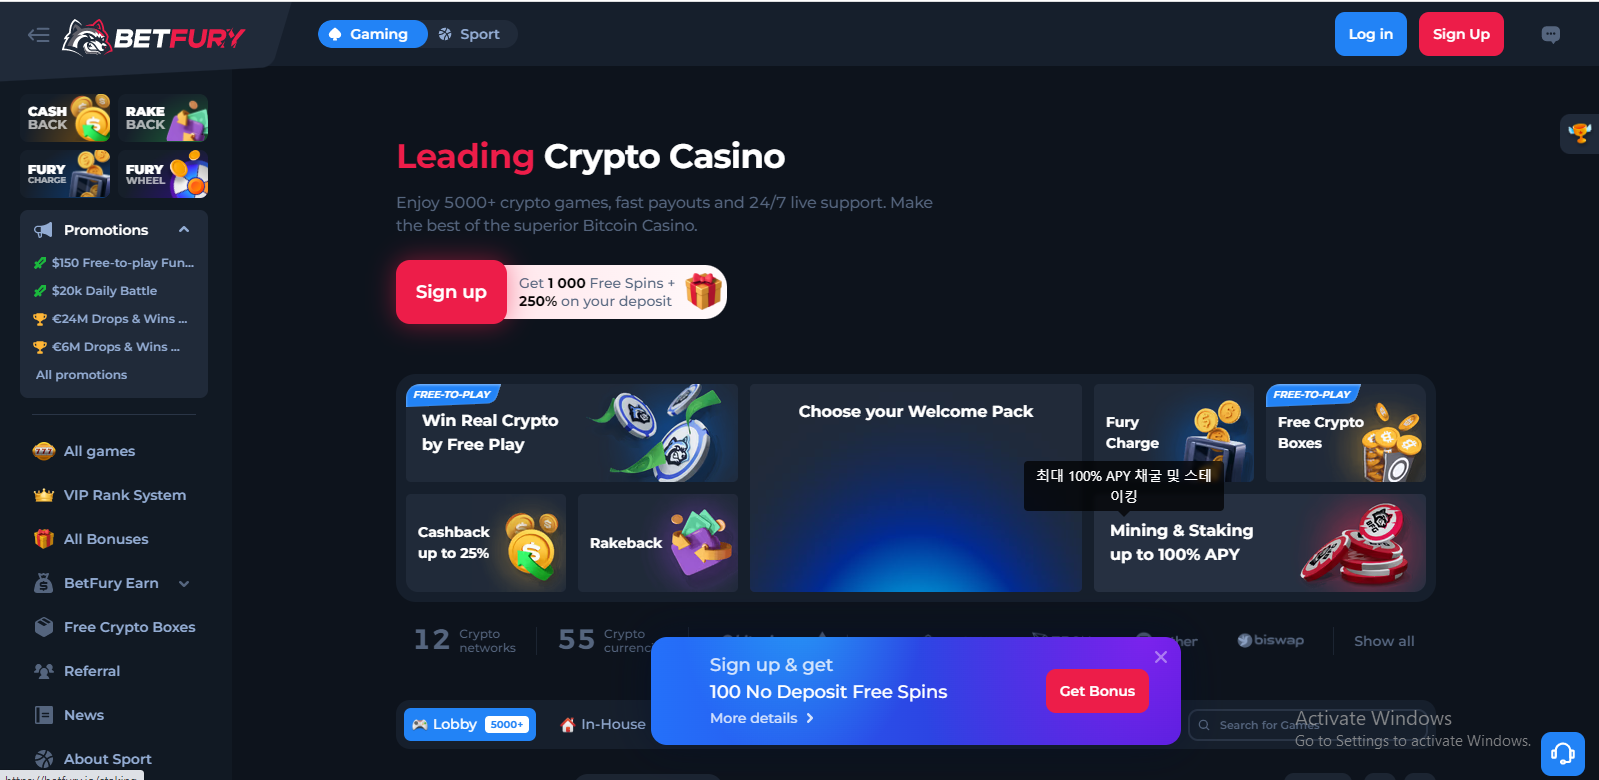 BETFURY
Gaming
Sport
Log in
Sign Up
CASH
BACK
RAKE
BACK
FURY
CHARGE
FURY
WHEEL
Promotions
$150 Free-to-play Fun...
$20k Daily Battle
€24M Drops & Wins ...
€6M Drops & Wins ...
All promotions
All games
VIP Rank System
All Bonuses
BetFury Earn
Free Crypto Boxes
Referral
News
About Sport
Leading Crypto Casino
Enjoy 5000+ crypto games, fast payouts and 24/7 live support. Make
the best of the superior Bitcoin Casino.
Sign up
Get 1 000 Free Spins +
250% on your deposit
FREE-TO-PLAY
Win Real Crypto
by Free Play
Choose your Welcome Pack
Fury
Charge
FREE-TO-PLAY
Free Crypto
Boxes
최대 100% APY 채굴 및 스테
이킹
Cashback
up to 25%
Rakeback
Mining & Staking
up to 100% APY
12 Crypto
networks
55 Crypto
currenc
biswap
Show all
Sign up & get
100 No Deposit Free Spins
More details
Get Bonus
Lobby 5000+
In-House
Search for Games
Activate Windows
Go to Settings to activate Windows.